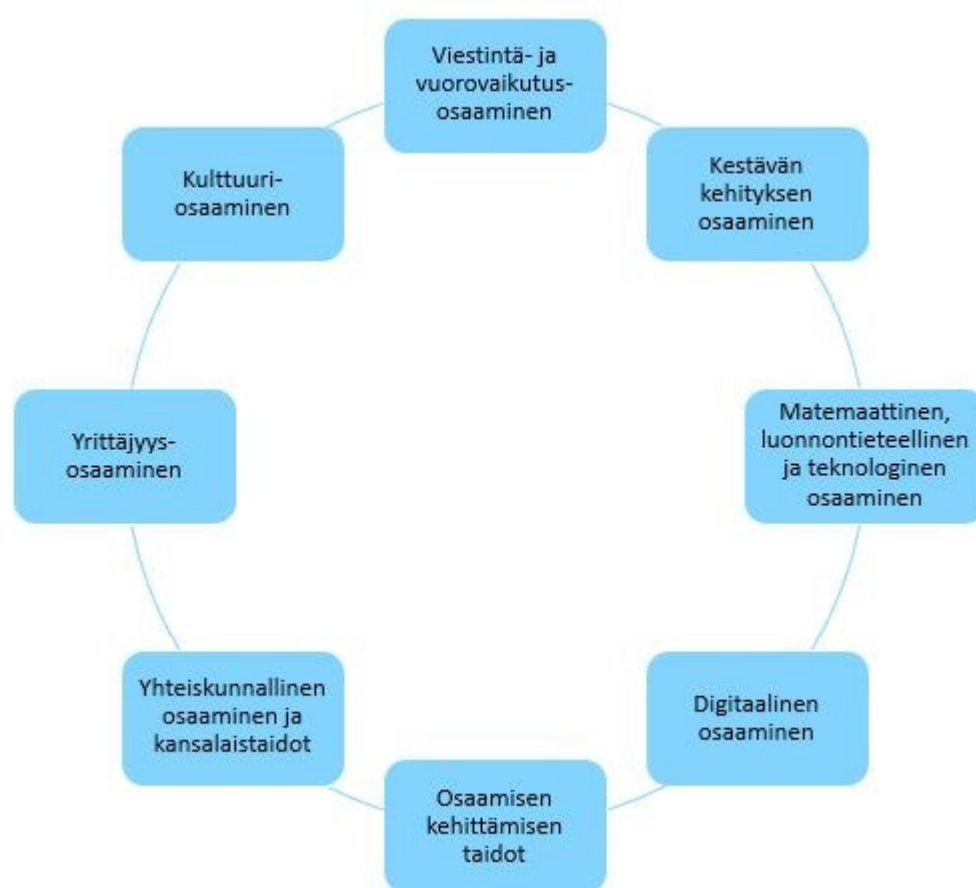 Viestintä- ja
vuorovaikutus-
osaaminen
Kestävän
kehityksen
osaaminen
Matemaattinen,
luonnontieteellinen
ja teknologinen
osaaminen
Digitaalinen
osaaminen
Osaamisen
kehittämisen
taidot
Yhteiskunnallinen
osaaminen ja
kansalaistaidot
Yrittäjyys-
osaaminen
Kulttuuri-
osaaminen